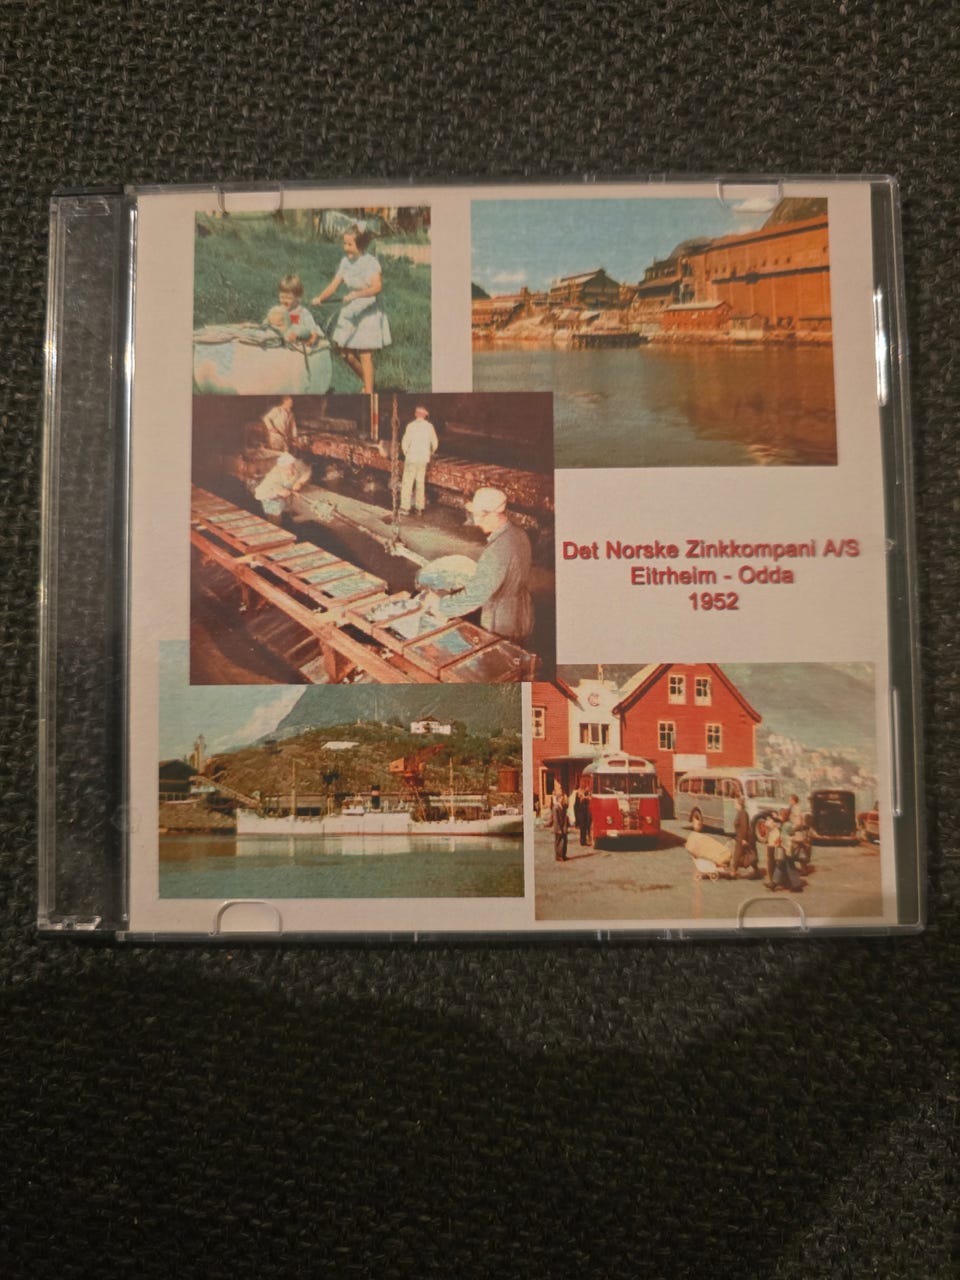 Det Norske Zinkkompani A/S
Eitrheim - Odda
1952